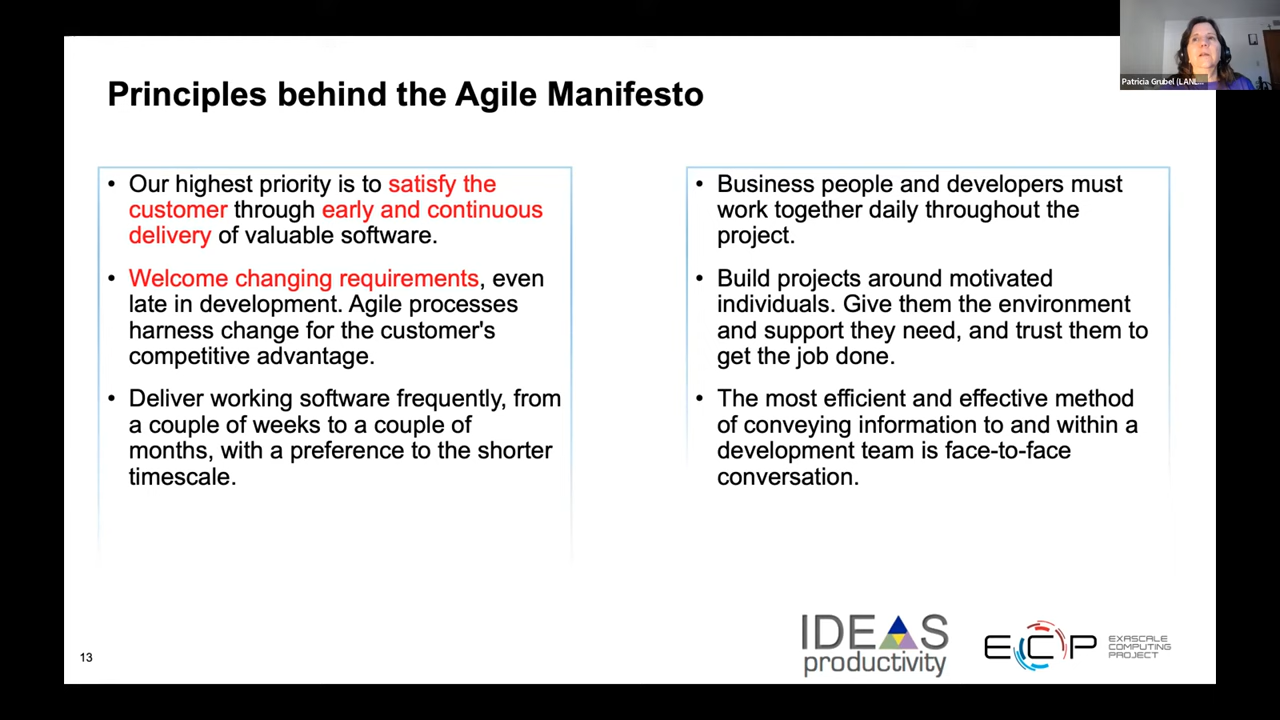 Principles behind the Agile Manifesto
Patricia Grubel (LANL...
• Our highest priority is to satisfy the
customer through early and continuous
delivery of valuable software.
• Welcome changing requirements, even
late in development. Agile processes
harness change for the customer's
competitive advantage.
• Deliver working software frequently, from
a couple of weeks to a couple of
months, with a preference to the shorter
timescale.
• Business people and developers must
work together daily throughout the
project.
• Build projects around motivated
individuals. Give them the environment
and support they need, and trust them to
get the job done.
• The most efficient and effective method
of conveying information to and within a
development team is face-to-face
conversation.
13
IDEAS
productivity
ECP
EXASCALE
COMPUTING
PROJECT